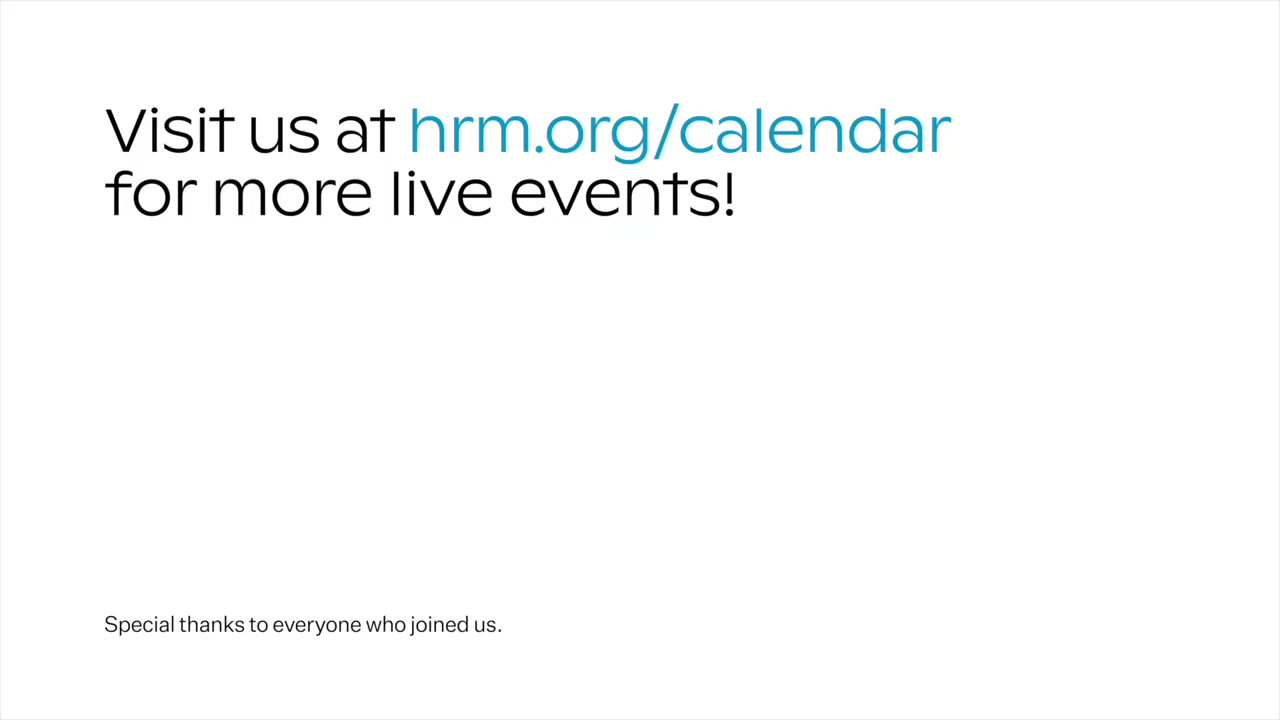 Visit us at hrm.org/calendar
for more live events!
Special thanks to everyone who joined us.